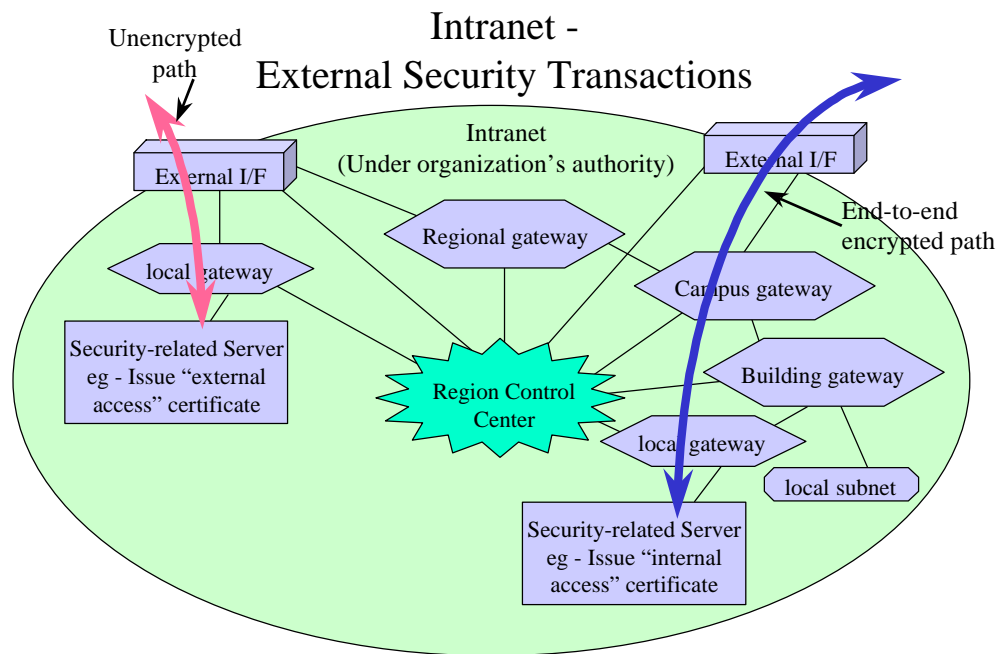 Intranet -
External Security Transactions
Unencrypted
path
Intranet
(Under organization’s authority)
External I/F
External I/F
End-to-end
encrypted path
Regional gateway
local gateway
Campus gateway
Security-related Server
eg - Issue “external
access” certificate
Region Control
Center
Building gateway
local gateway
local subnet
Security-related Server
eg - Issue “internal
access” certificate